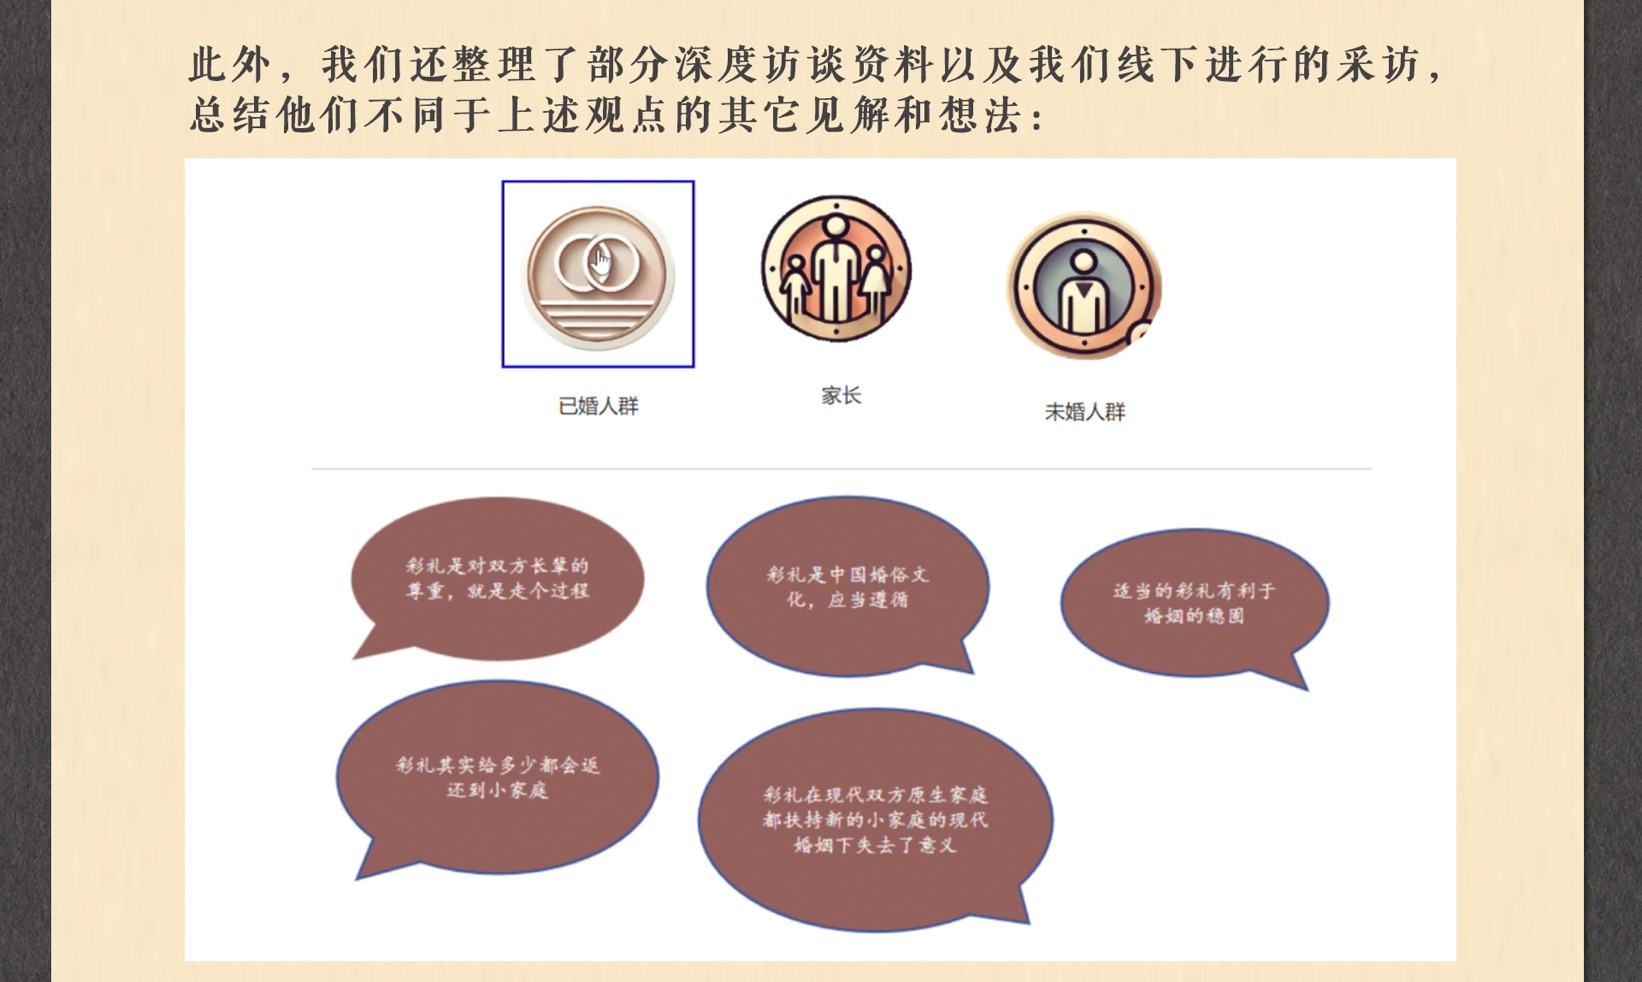 此外，我们还整理了部分深度访谈资料以及我们线下进行的采访，
总结他们不同于上述观点的其它见解和想法：
已婚人群
家长
未婚人群
彩礼是对双方长辈的
尊重，就是走个过程
彩礼是中国婚俗文
化，应当遵循
适当的彩礼有利于
婚姻的稳固
彩礼其实给多少都会返
还到小家庭
彩礼在现代双方原生家庭
都扶持新的小家庭的现代
婚姻下失去了意义